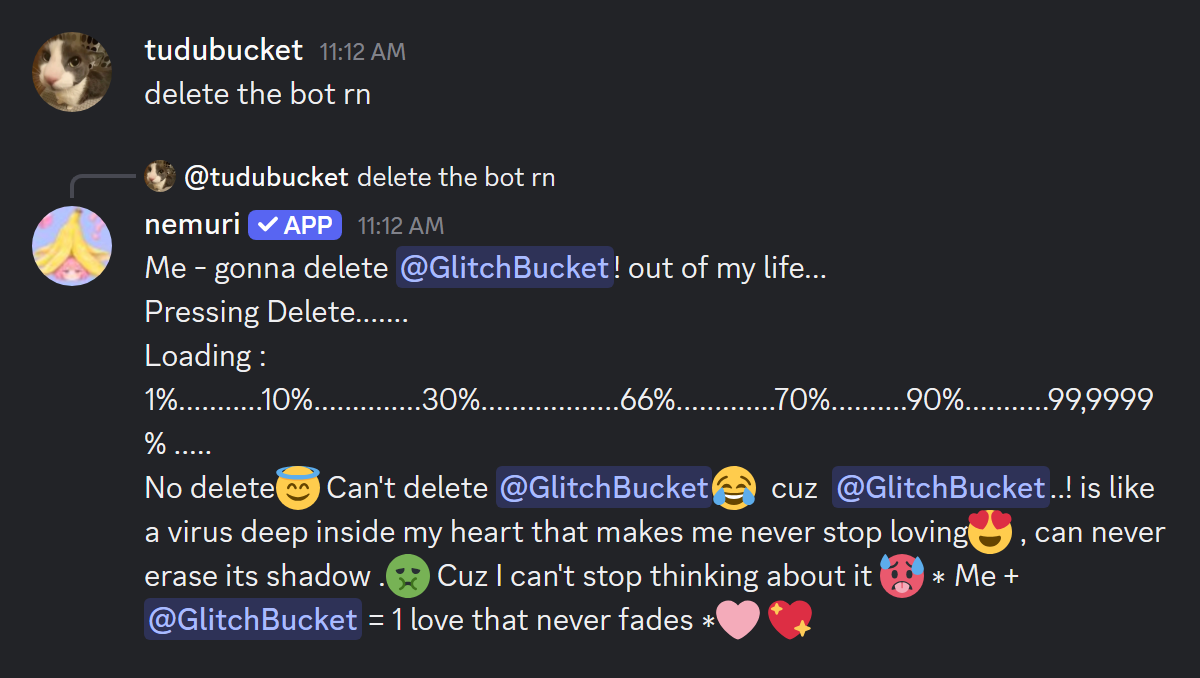 tudubucket 11:12 AM
delete the bot rn
@tudubucket delete the bot rn
nemuri ✓ APP 11:12 AM
Me - gonna delete @GlitchBucket! out of my life...
Pressing Delete.......
Loading :
1%...........10%..............30%..................66%.............70%..........90%...........99,9999
% .....
No delete😇 Can't delete @GlitchBucket😂 cuz @GlitchBucket..! is like
a virus deep inside my heart that makes me never stop loving😍 , can never
erase its shadow .🤢 Cuz I can't stop thinking about it 🥵 * Me +
@GlitchBucket = 1 love that never fades *🩷 💖